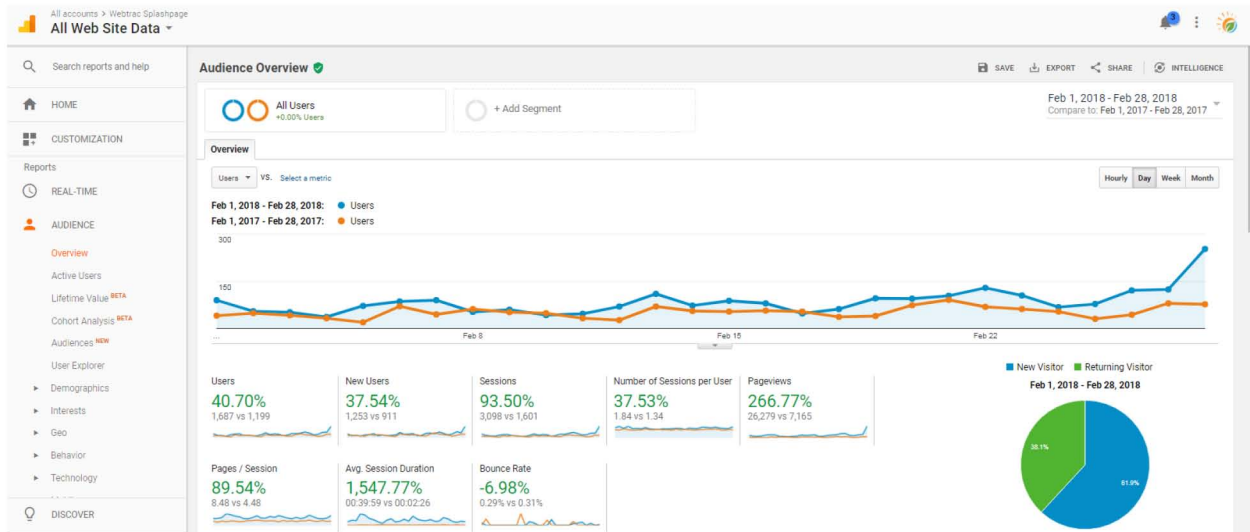 All accounts > Webtrac Splashpage
All Web Site Data
3
Search reports and help
HOME
CUSTOMIZATION
Reports
REAL-TIME
AUDIENCE
Overview
Active Users
Lifetime Value BETA
Cohort Analysis BETA
Audiences NEW
User Explorer
Demographics
Interests
Geo
Behavior
Technology
DISCOVER
Audience Overview
SAVE EXPORT SHARE INTELLIGENCE
All Users
+0.00% Users
+ Add Segment
Feb 1, 2018 - Feb 28, 2018
Compare to: Feb 1, 2017 - Feb 28, 2017
Overview
Users VS. Select a metric
Hourly Day Week Month
Feb 1, 2018 - Feb 28, 2018: Users
Feb 1, 2017 - Feb 28, 2017: Users
300
150
... Feb 8 Feb 15 Feb 22
Users
40.70%
1,687 vs 1,199
New Users
37.54%
1,253 vs 911
Sessions
93.50%
3,098 vs 1,601
Number of Sessions per User
37.53%
1.84 vs 1.34
Pageviews
266.77%
26,279 vs 7,165
Pages / Session
89.54%
8.48 vs 4.48
Avg. Session Duration
1,547.77%
00:39:59 vs 00:02:26
Bounce Rate
-6.98%
0.29% vs 0.31%
New Visitor Returning Visitor
Feb 1, 2018 - Feb 28, 2018